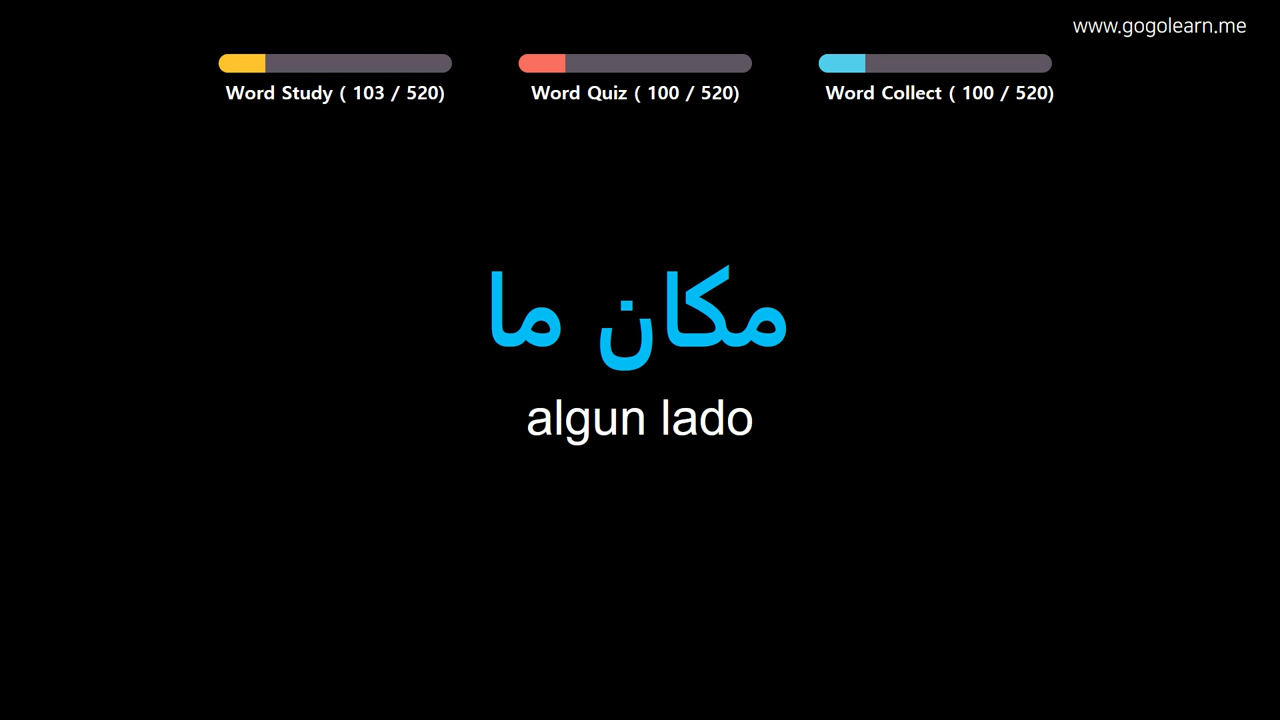 www.gogolearn.me
Word Study ( 103 / 520)
Word Quiz ( 100 / 520)
Word Collect ( 100 / 520)
مكان ما
algun lado